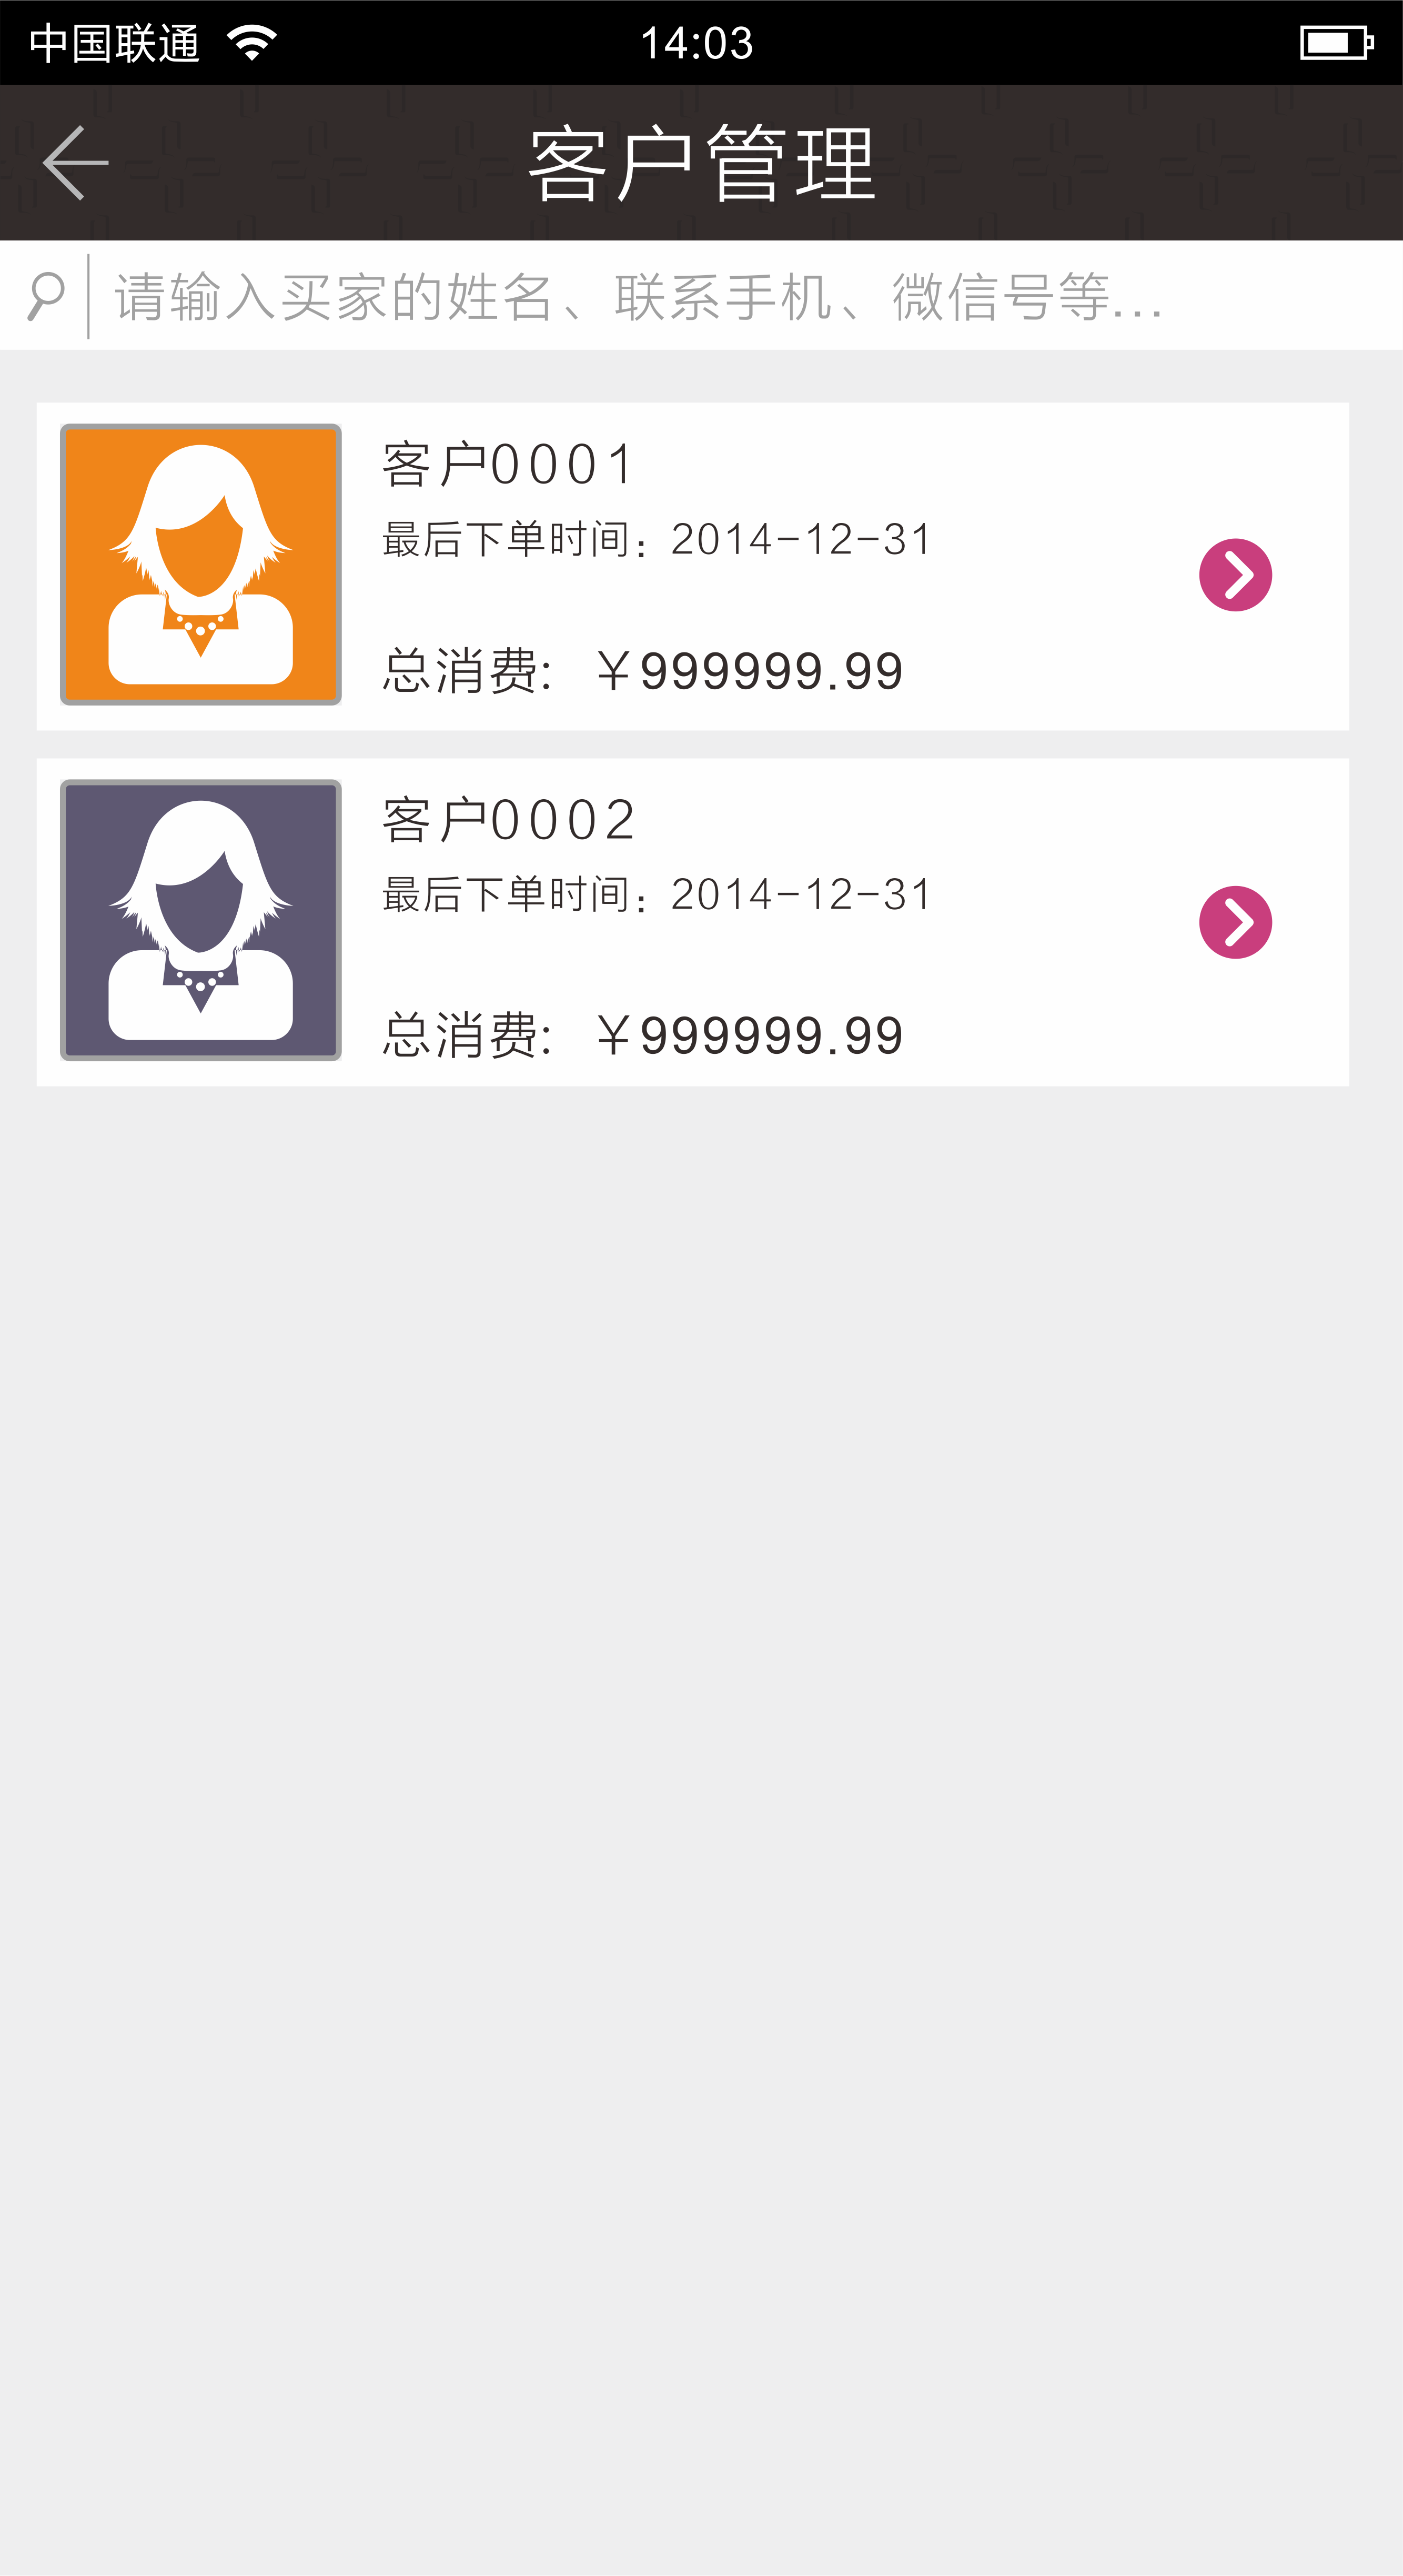 中国联通 14:03
客户管理
请输入买家的姓名、联系手机、微信号等...
客户0001
最后下单时间：2014-12-31
总消费: ￥999999.99
客户0002
最后下单时间：2014-12-31
总消费: ￥999999.99